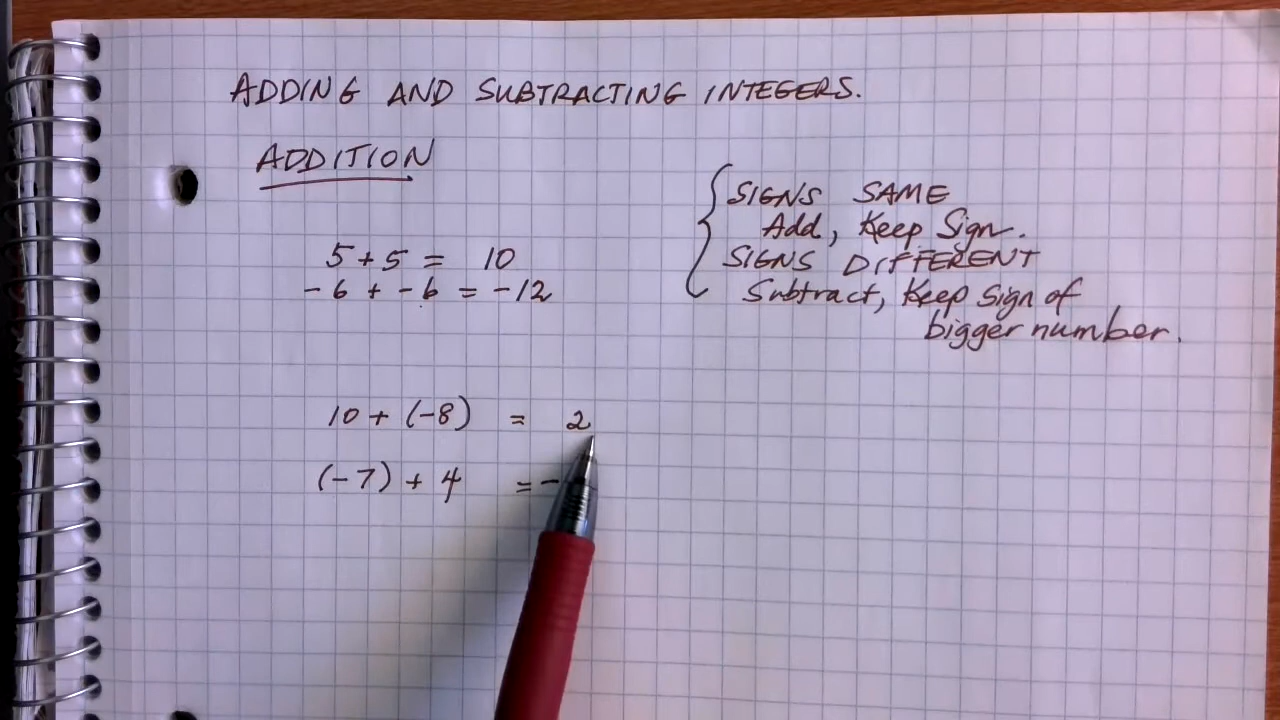 ADDING AND SUBTRACTING INTEGERS.
ADDITION
5 + 5 = 10
-6 + -6 = -12
SIGNS SAME
Add, Keep Sign.
SIGNS DIFFERENT
Subtract, Keep Sign of
bigger number.
10 + (-8) = 2
(-7) + 4 = -